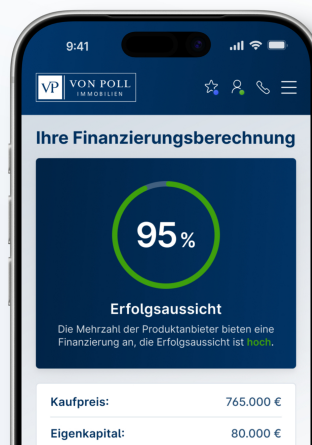 9:41
VP VON POLL
IMMOBILIEN
Ihre Finanzierungsberechnung
95 %
Erfolgsaussicht
Die Mehrzahl der Produktanbieter bieten eine
Finanzierung an, die Erfolgsaussicht ist hoch.
Kaufpreis: 765.000 €
Eigenkapital: 80.000 €